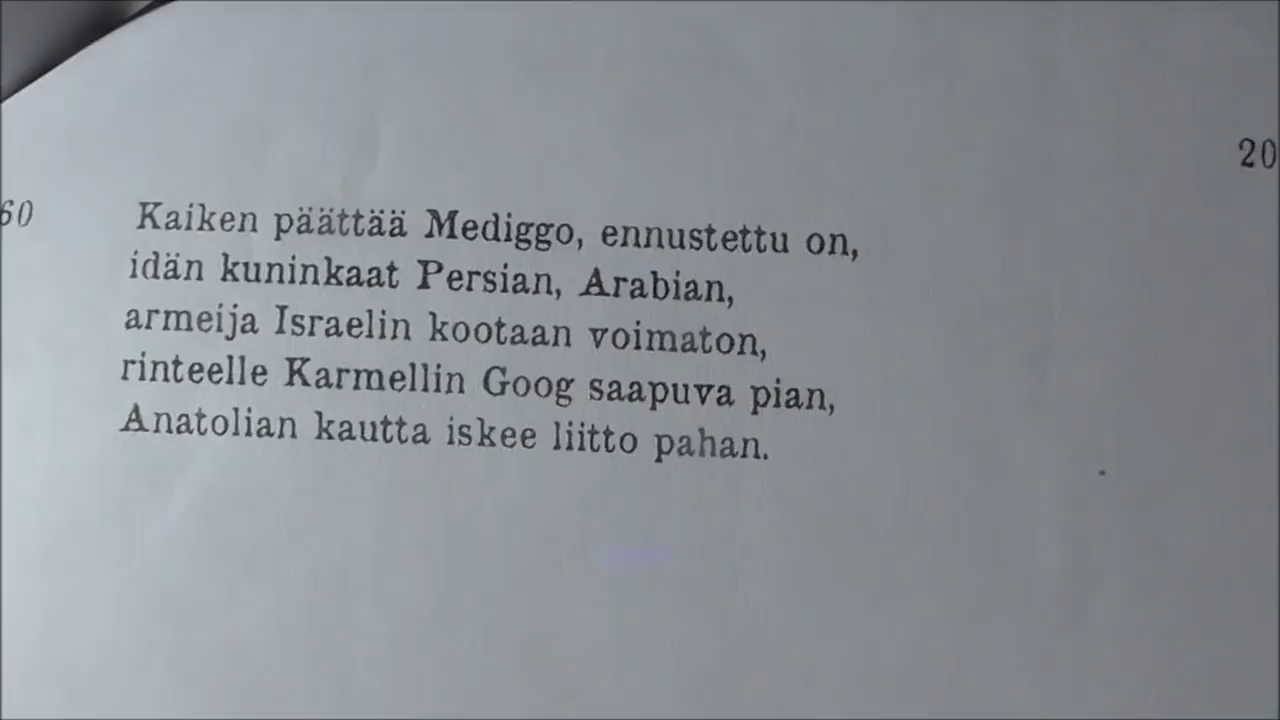 20
60
Kaiken päättää Mediggo, ennustettu on,
idän kuninkaat Persian, Arabian,
armeija Israelin kootaan voimaton,
rinteelle Karmellin Goog saapuva pian,
Anatolian kautta iskee liitto pahan.